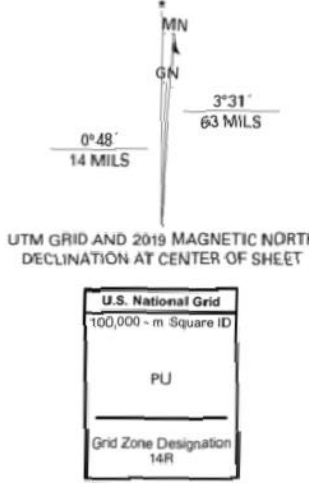 *
MN
GN
3°31´
63 MILS
0°48´
14 MILS
UTM GRID AND 2019 MAGNETIC NORTH
DECLINATION AT CENTER OF SHEET
U.S. National Grid
100,000 - m Square ID
PU
Grid Zone Designation
14R